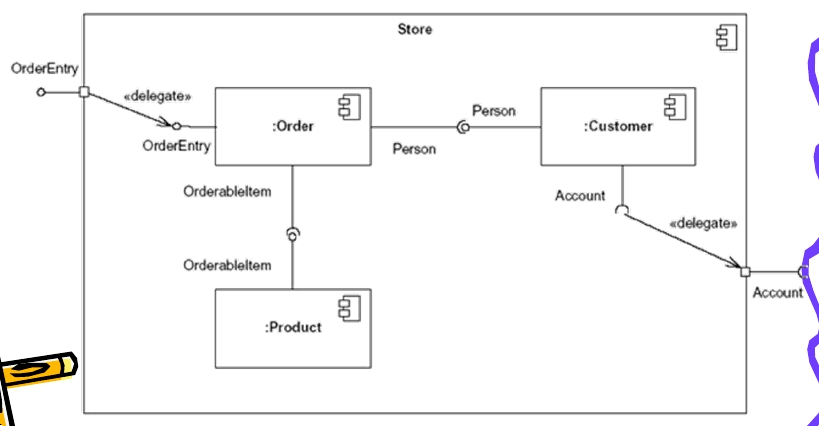 Store
OrderEntry
«delegate»
OrderEntry
:Order
Person
Person
:Customer
OrderableItem
OrderableItem
:Product
Account
«delegate»
Account